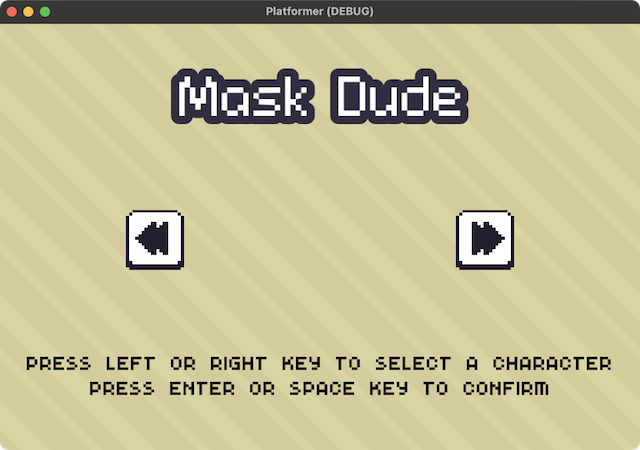 Platformer (DEBUG)
Mask Dude
PRESS LEFT OR RIGHT KEY TO SELECT A CHARACTER
PRESS ENTER OR SPACE KEY TO CONFIRM